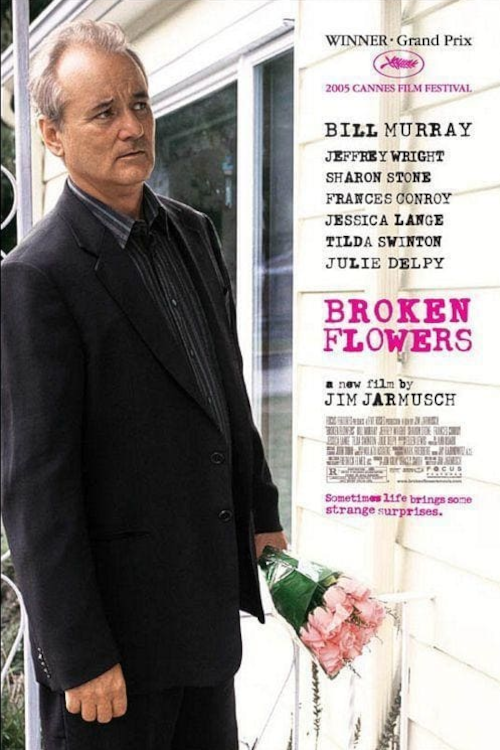 WINNER · Grand Prix
2005 CANNES FILM FESTIVAL
BILL MURRAY
JEFFREY WRIGHT
SHARON STONE
FRANCES CONROY
JESSICA LANGE
TILDA SWINTON
JULIE DELPY
BROKEN
FLOWERS
a new film by
JIM JARMUSCH
R
FOCUS
Sometimes life brings some
strange surprises.